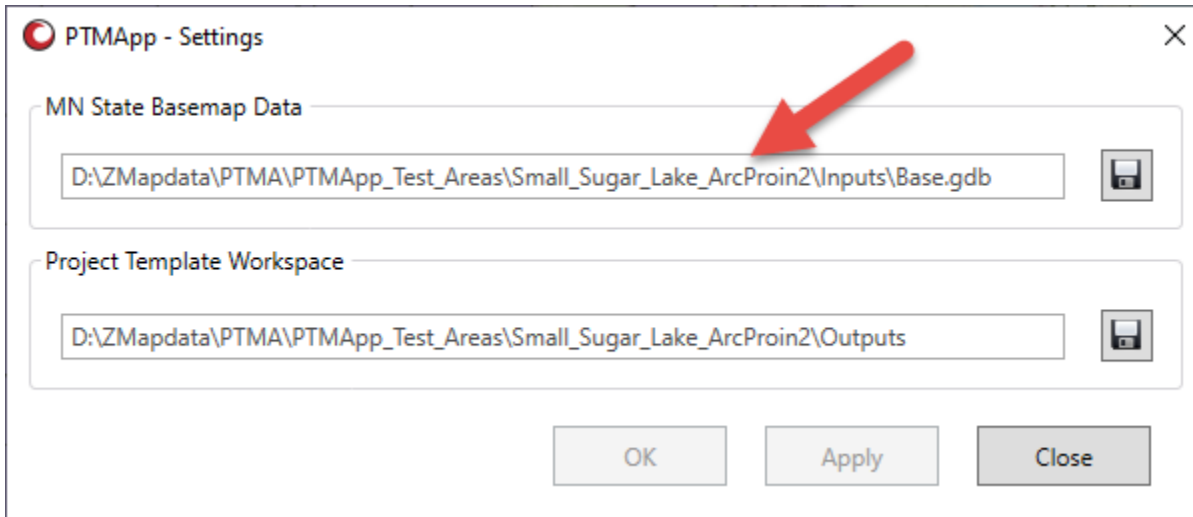 PTMApp - Settings
MN State Basemap Data
D:\ZMapdata\PTMA\PTMApp_Test_Areas\Small_Sugar_Lake_ArcProin2\Inputs\Base.gdb
Project Template Workspace
D:\ZMapdata\PTMA\PTMApp_Test_Areas\Small_Sugar_Lake_ArcProin2\Outputs
OK Apply Close